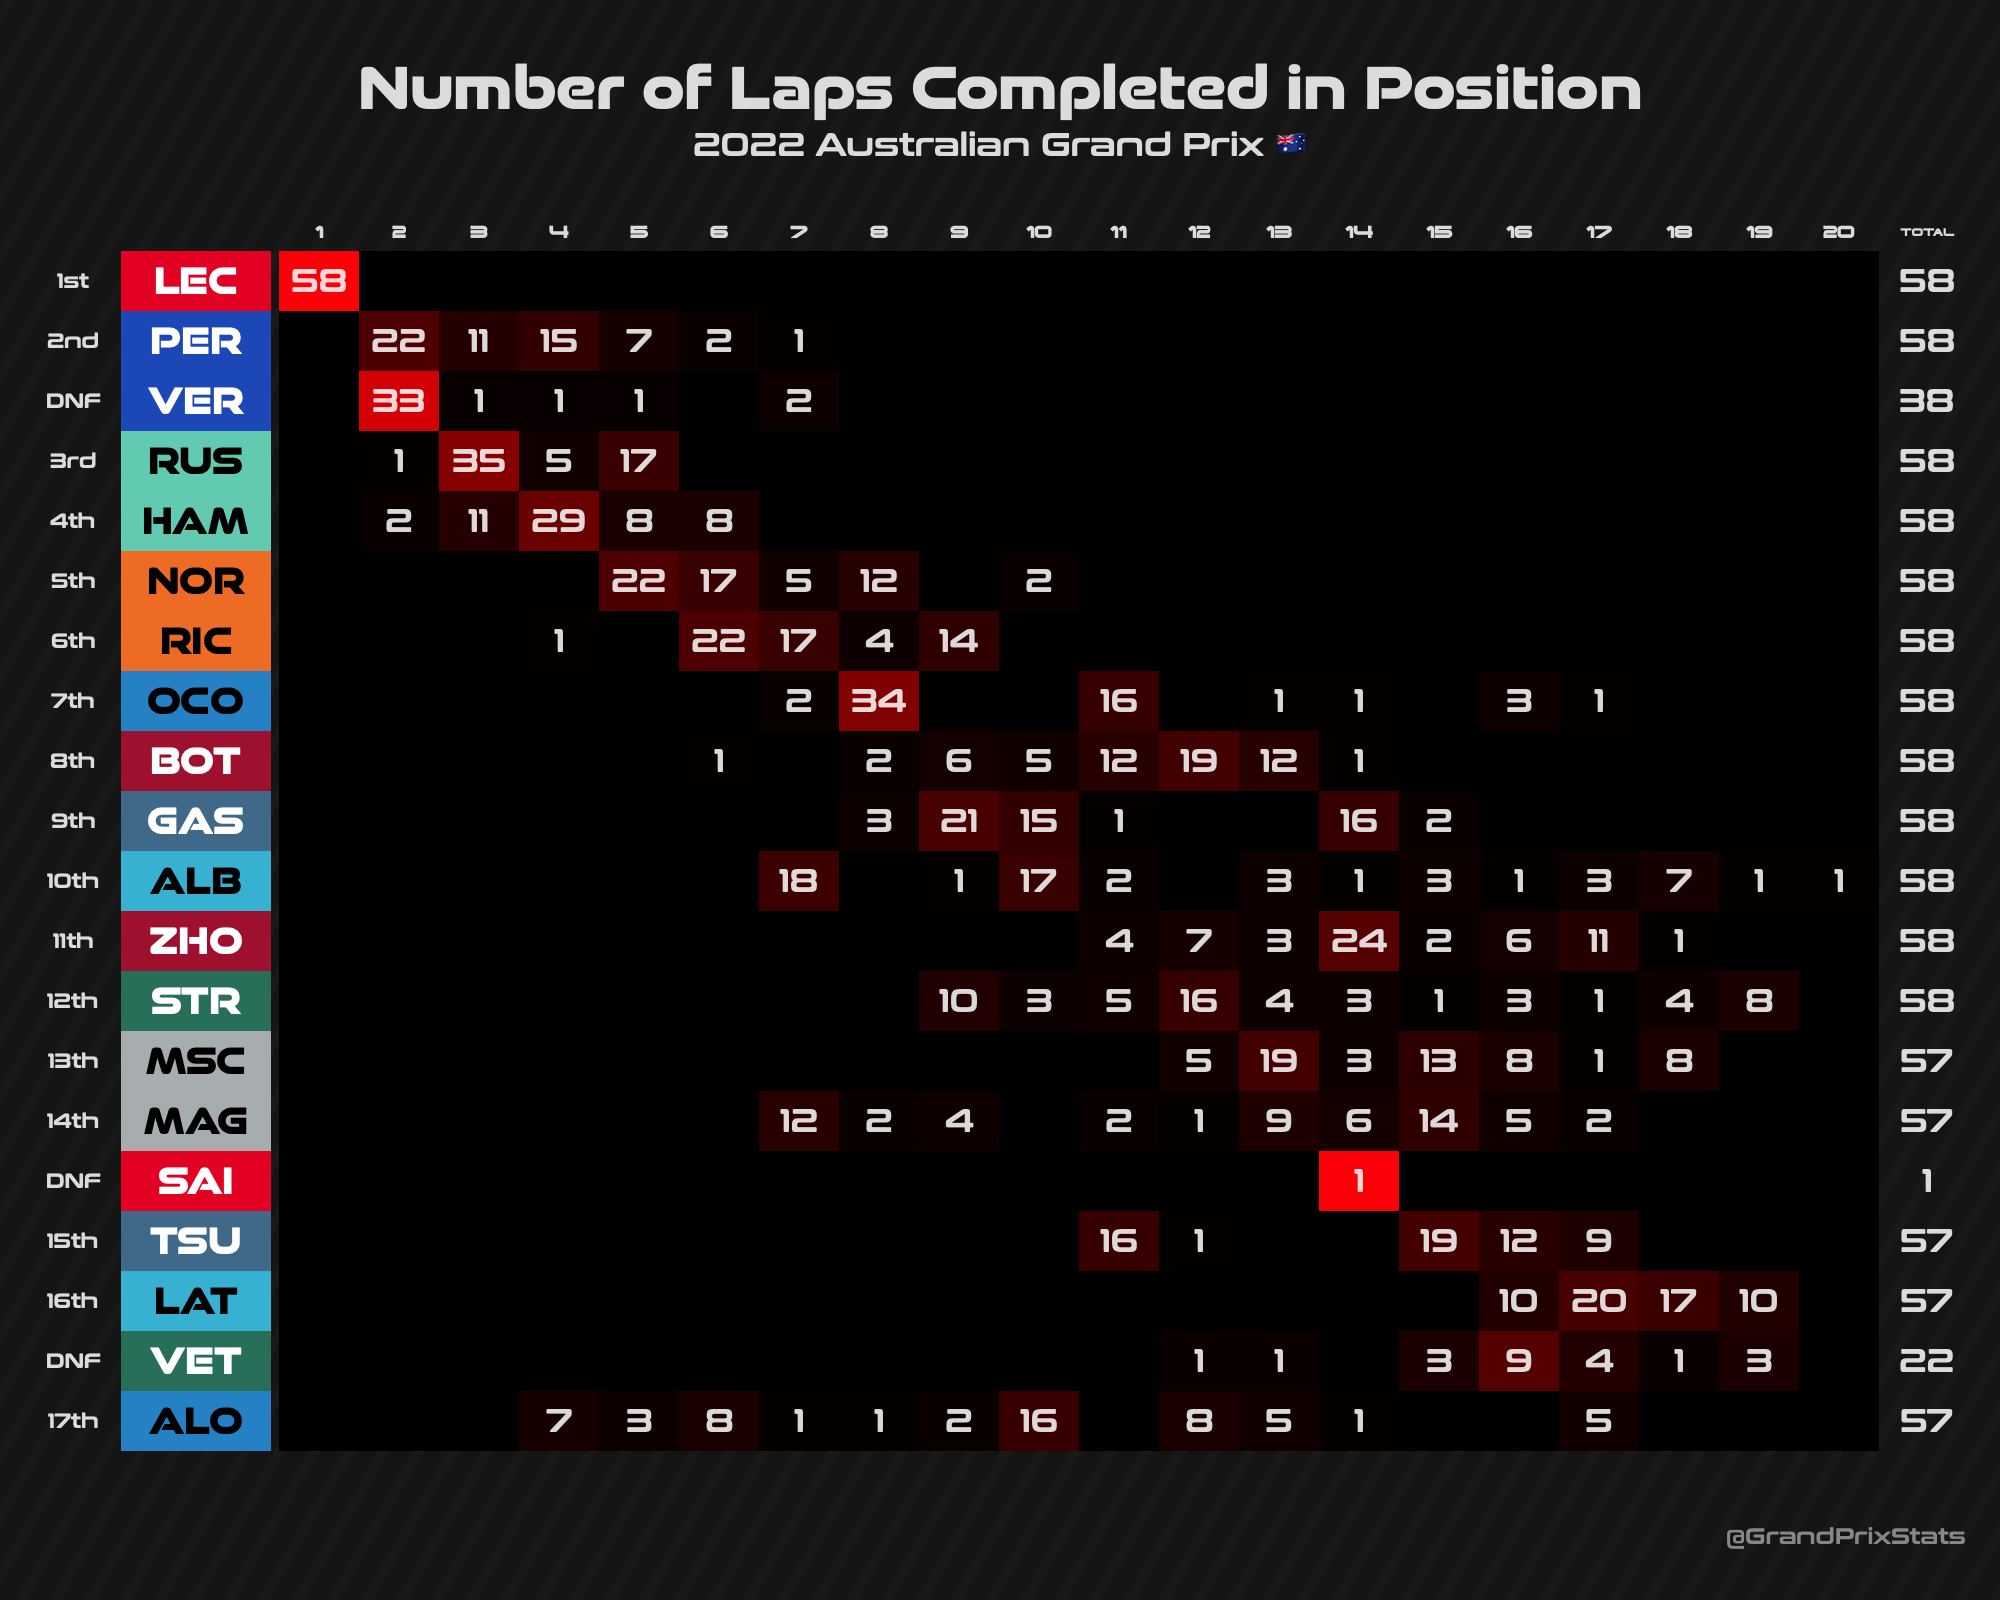 Number of Laps Completed in Position
2022 Australian Grand Prix
1 2 3 4 5 6 7 8 9 10 11 12 13 14 15 16 17 18 19 20 TOTAL
1st LEC 58 58
2nd PER 22 11 15 7 2 1 58
DNF VER 33 1 1 1 2 38
3rd RUS 1 35 5 17 58
4th HAM 2 11 29 8 8 58
5th NOR 22 17 5 12 2 58
6th RIC 1 22 17 4 14 58
7th OCO 2 34 16 1 1 3 1 58
8th BOT 1 2 6 5 12 19 12 1 58
9th GAS 3 21 15 1 16 2 58
10th ALB 18 1 17 2 3 1 3 1 3 7 1 1 58
11th ZHO 4 7 3 24 2 6 11 1 58
12th STR 10 3 5 16 4 3 1 3 1 4 8 58
13th MSC 5 19 3 13 8 1 8 57
14th MAG 12 2 4 2 1 9 6 14 5 2 57
DNF SAI 1 1
15th TSU 16 1 19 12 9 57
16th LAT 10 20 17 10 57
DNF VET 1 1 3 9 4 1 3 22
17th ALO 7 3 8 1 1 2 16 8 5 1 5 57
@GrandPrixStats